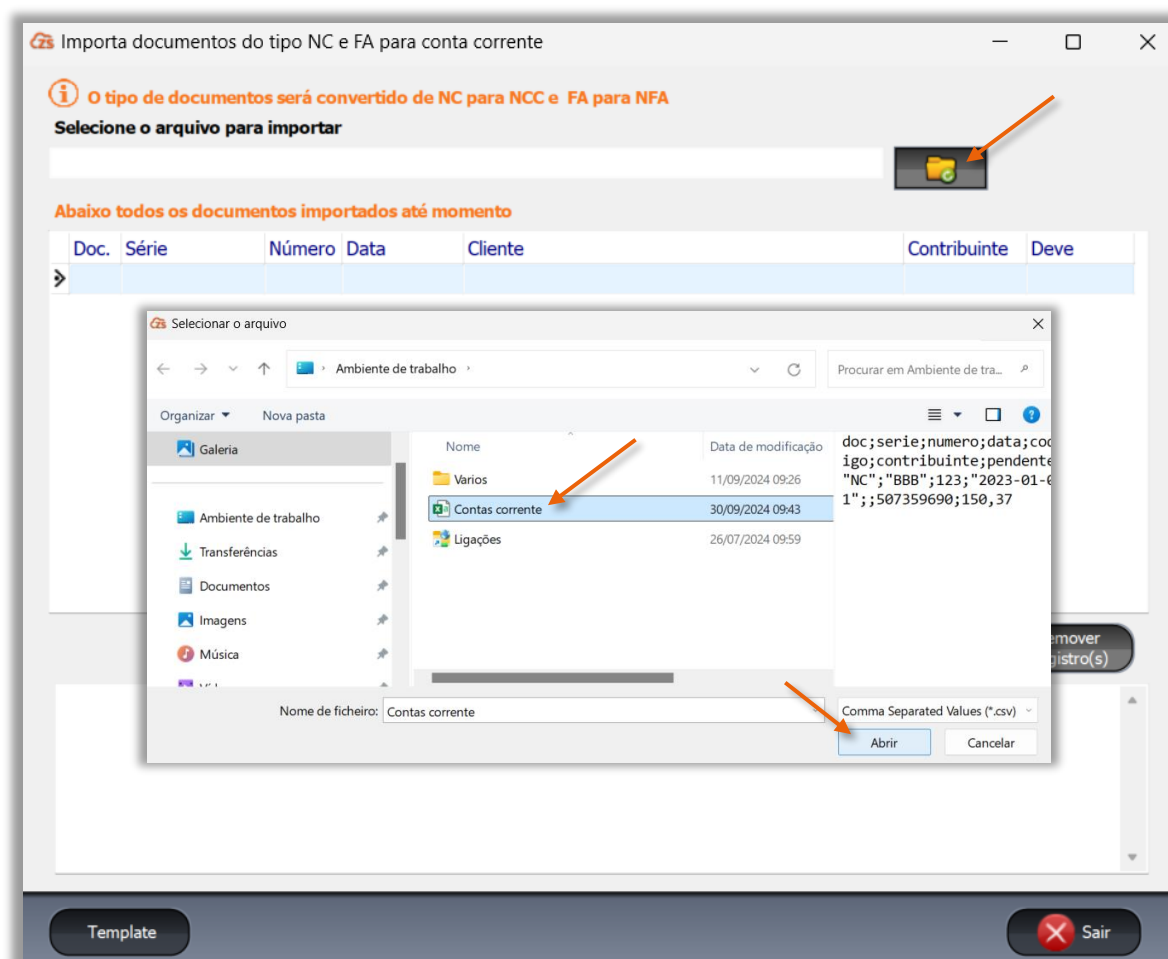 Importa documentos do tipo NC e FA para conta corrente
O tipo de documentos será convertido de NC para NCC e FA para NFA
Selecione o arquivo para importar
Abaixo todos os documentos importados até momento
Doc. Série Número Data Cliente Contribuinte Deve
Selecionar o arquivo
Ambiente de trabalho
Procurar em Ambiente de tra...
Organizar Nova pasta
Galeria
Ambiente de trabalho
Transferências
Documentos
Imagens
Música
Nome Data de modificação
Varios 11/09/2024 09:26
Contas corrente 30/09/2024 09:43
Ligações 26/07/2024 09:59
doc;serie;numero;data;cod
igo;contribuinte;pendente
"NC";"BBB";123;"2023-01-0
1";;507359690;150,37
Nome de ficheiro: Contas corrente Comma Separated Values (*.csv)
Abrir Cancelar
emover
gistro(s)
Template Sair